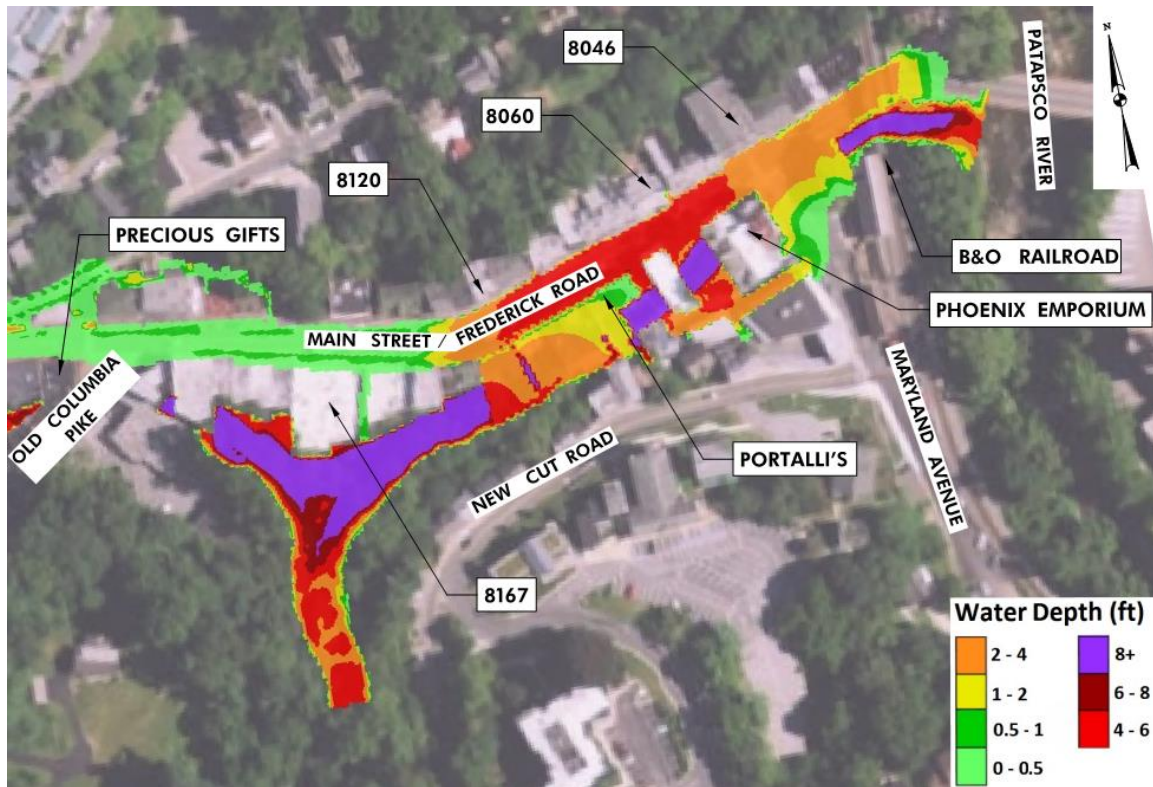 N
PATAPSCO RIVER
8046
8060
8120
PRECIOUS GIFTS
B&O RAILROAD
MAIN STREET / FREDERICK ROAD
PHOENIX EMPORIUM
OLD COLUMBIA
PIKE
MARYLAND AVENUE
NEW CUT ROAD
PORTALLI'S
8167
Water Depth (ft)
2 - 4
8+
1 - 2
6 - 8
0.5 - 1
4 - 6
0 - 0.5